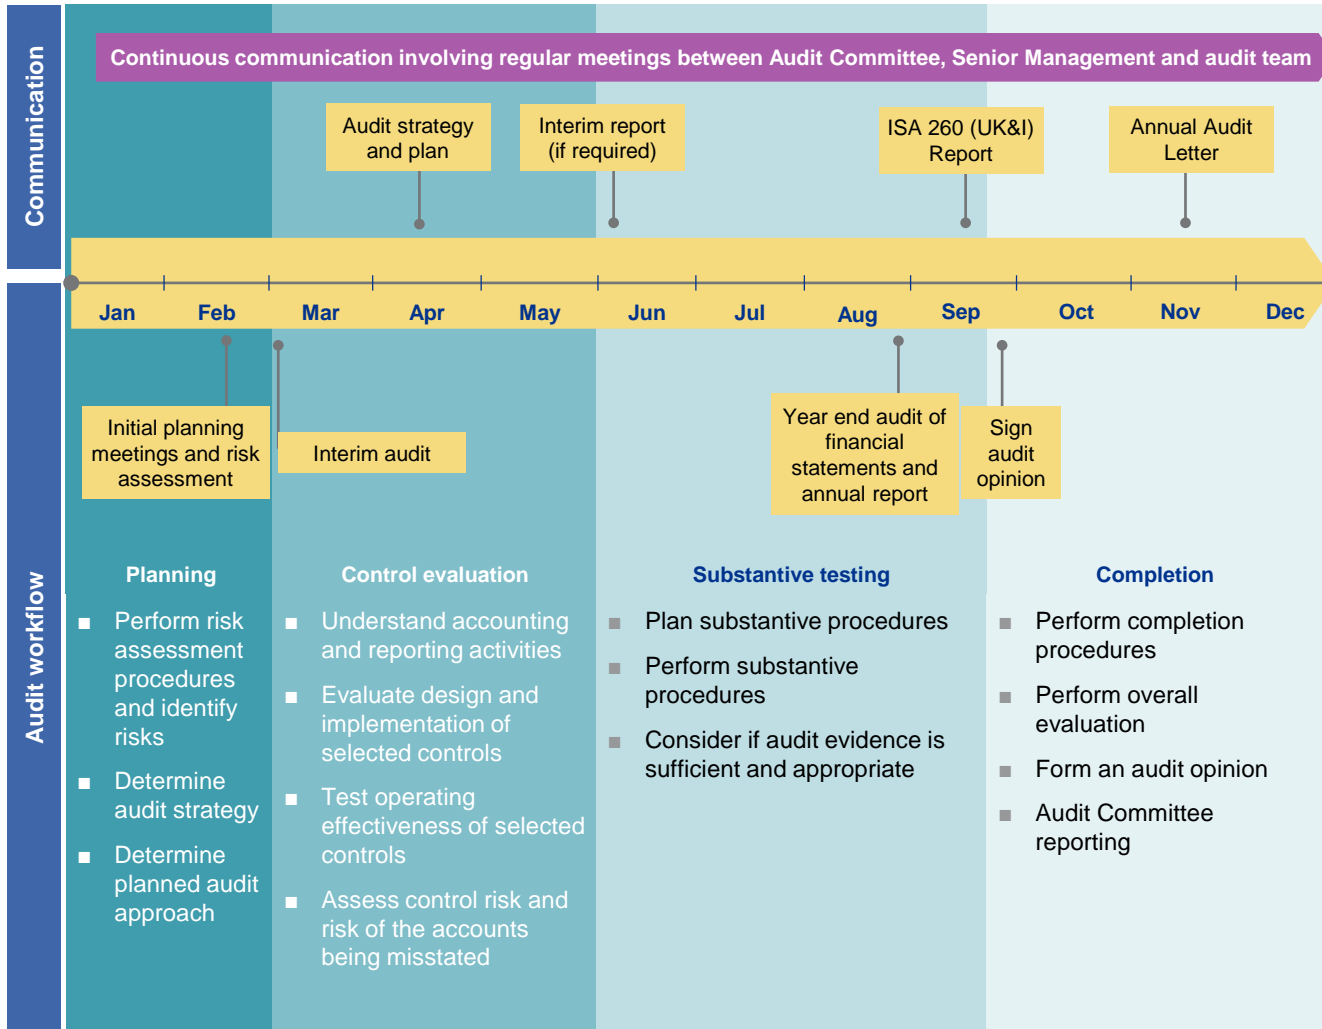 Communication
Continuous communication involving regular meetings between Audit Committee, Senior Management and audit team
Audit strategy
and plan
Interim report
(if required)
ISA 260 (UK&I)
Report
Annual Audit
Letter
Jan Feb Mar Apr May Jun Jul Aug Sep Oct Nov Dec
Audit workflow
Initial planning
meetings and risk
assessment
Interim audit
Year end audit of
financial
statements and
annual report
Sign
audit
opinion
Planning
■ Perform risk
assessment
procedures
and identify
risks
■ Determine
audit strategy
■ Determine
planned audit
approach
Control evaluation
■ Understand accounting
and reporting activities
■ Evaluate design and
implementation of
selected controls
■ Test operating
effectiveness of selected
controls
■ Assess control risk and
risk of the accounts
being misstated
Substantive testing
■ Plan substantive procedures
■ Perform substantive
procedures
■ Consider if audit evidence is
sufficient and appropriate
Completion
■ Perform completion
procedures
■ Perform overall
evaluation
■ Form an audit opinion
■ Audit Committee
reporting